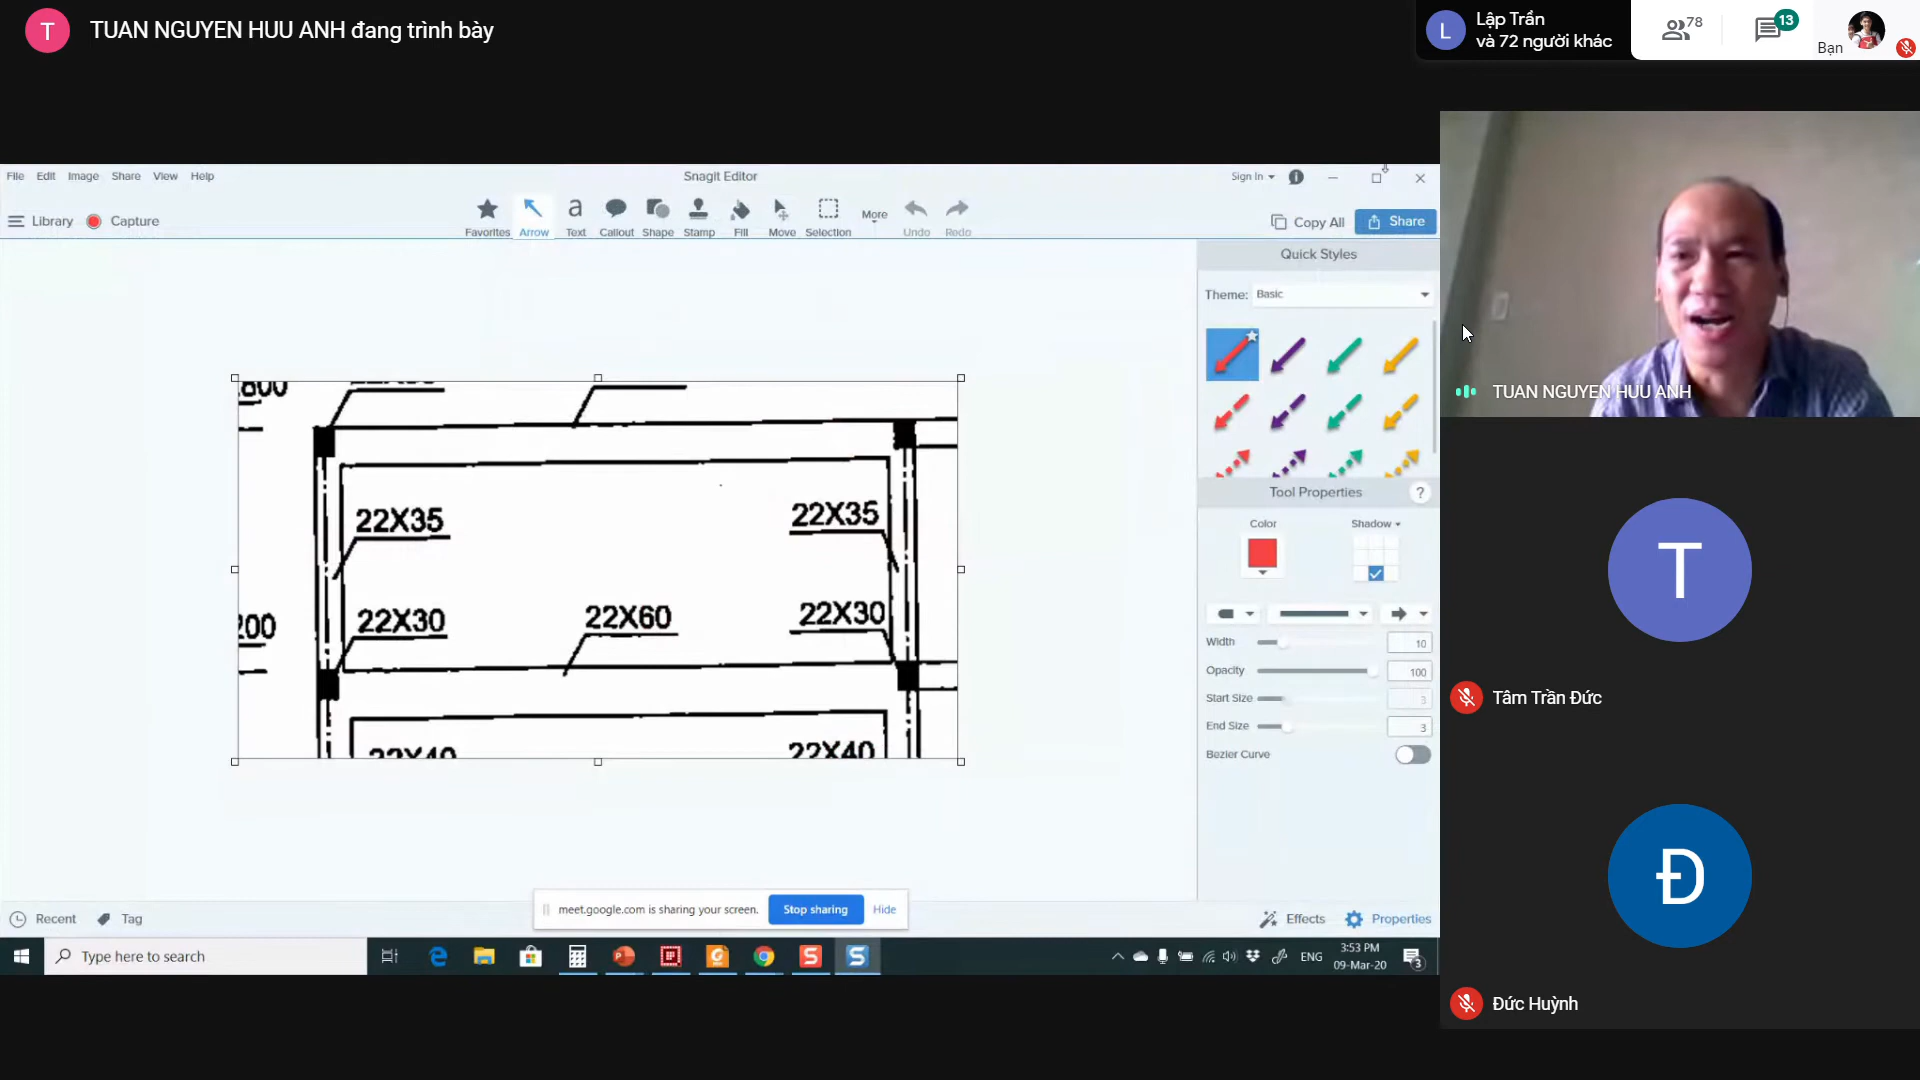 T
TUAN NGUYEN HUU ANH đang trình bày
L
Lập Trần
và 72 người khác
78
13
Bạn
File Edit Image Share View Help
Snagit Editor
Sign In
Library
Capture
Favorites
Arrow
a
Text
Callout
Shape
Stamp
Fill
Move
Selection
More
Undo
Redo
Copy All
Share
Quick Styles
Theme: Basic
Tool Properties
?
Color
Shadow
Width
10
Opacity
100
Start Size
3
End Size
3
Bezier Curve
22X35
22X35
22X30
22X60
22X30
22X40
22X40
TUAN NGUYEN HUU ANH
T
Tâm Trần Đức
Đ
Đức Huỳnh
Recent
Tag
meet.google.com is sharing your screen.
Stop sharing
Hide
Effects
Properties
Type here to search
ENG
3:53 PM
09-Mar-20
3